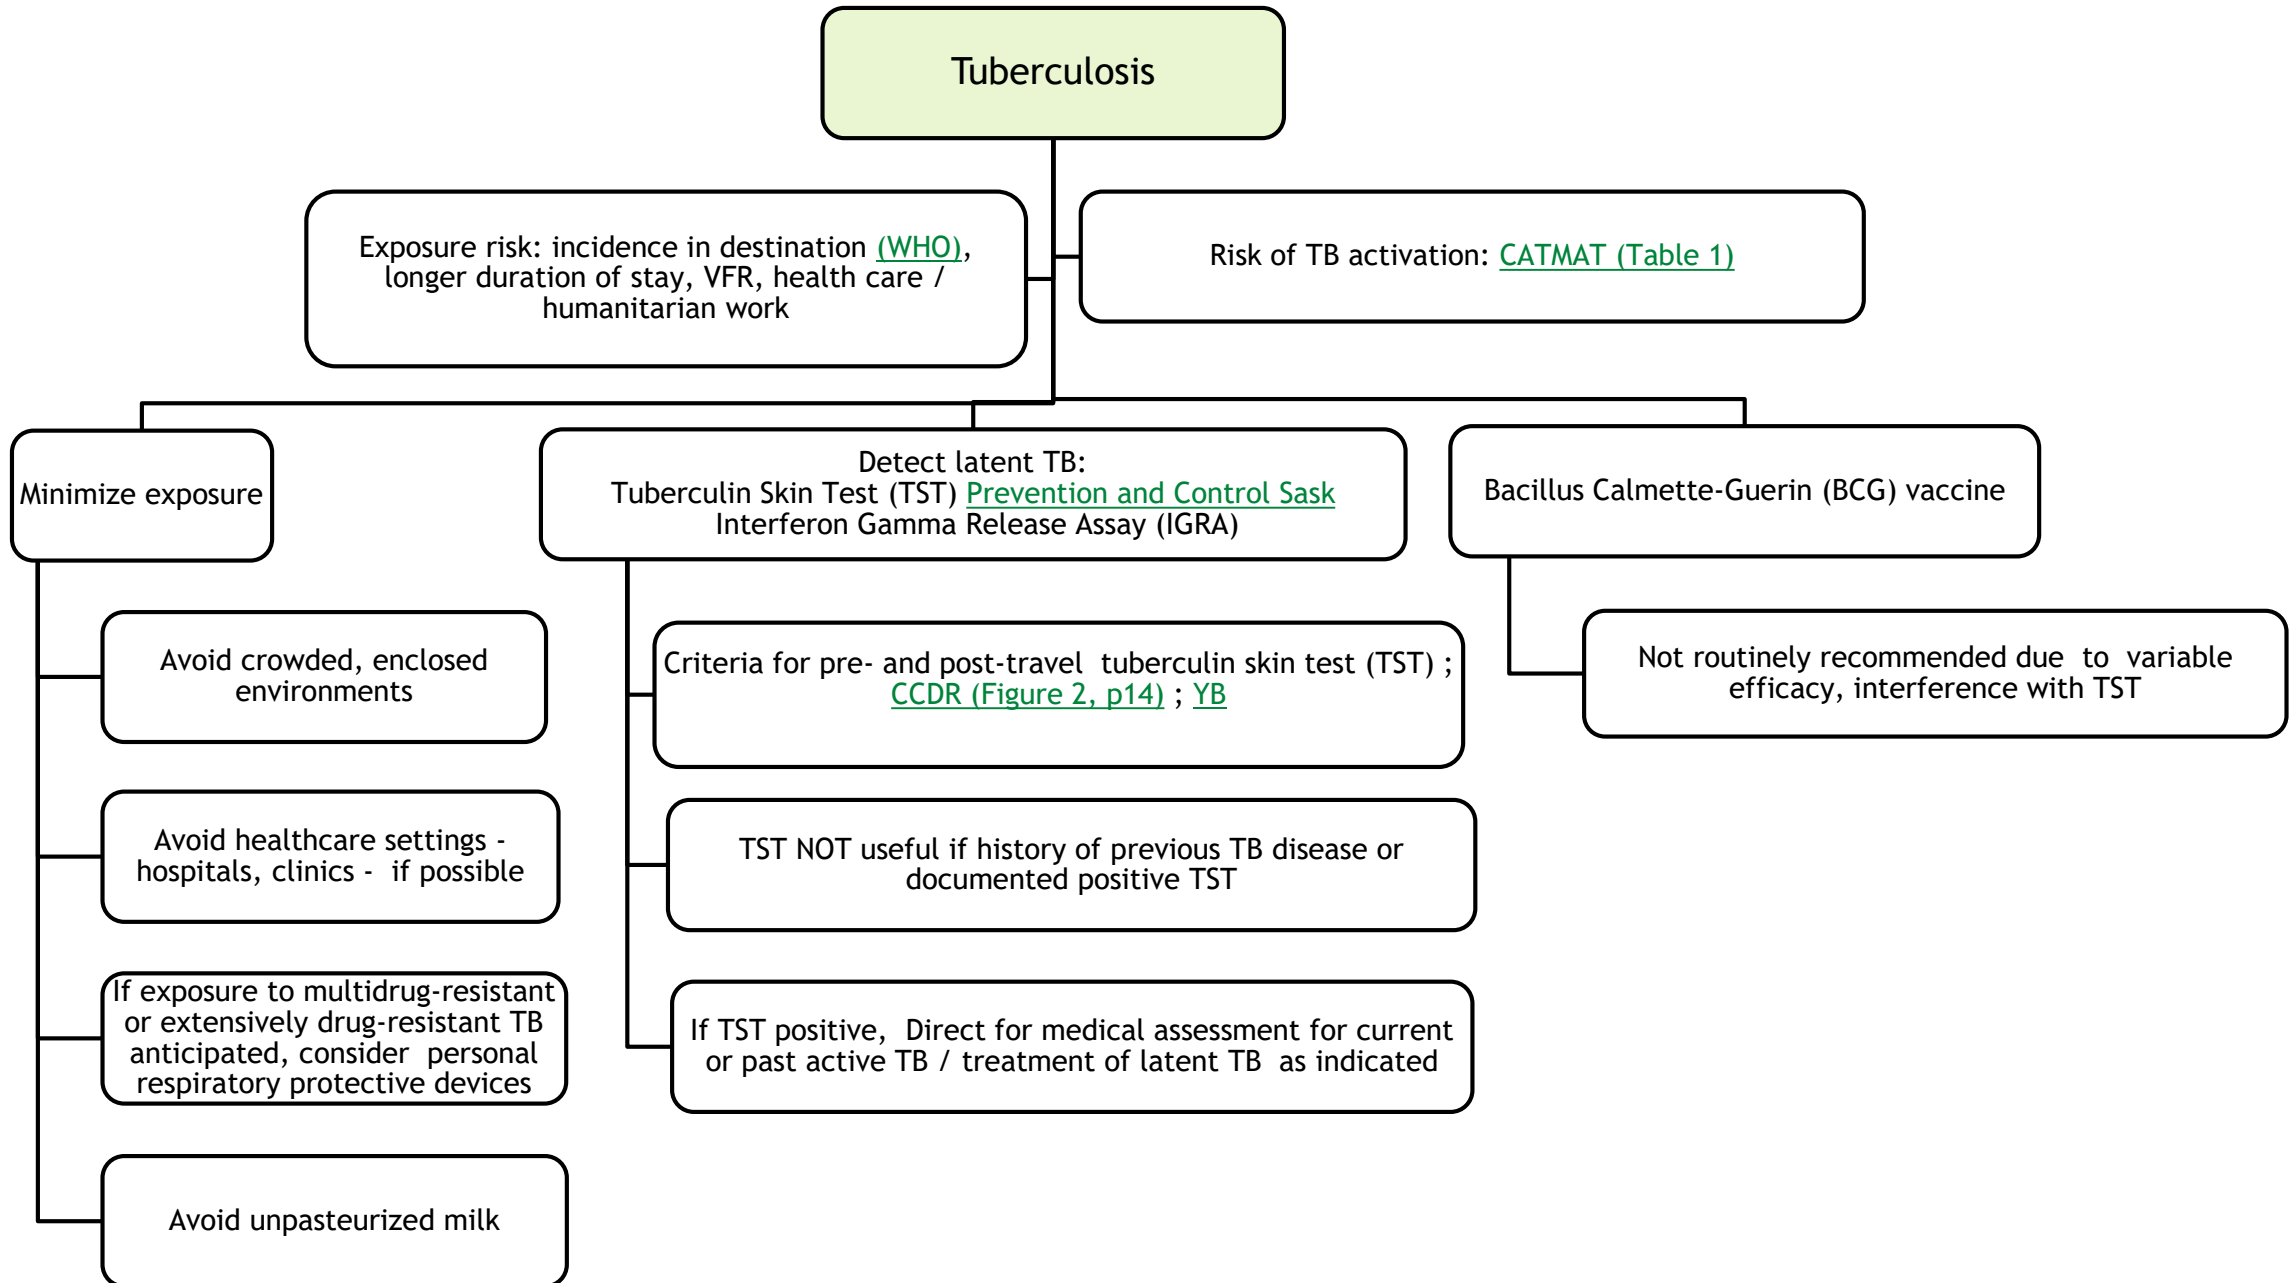 Tuberculosis
Exposure risk: incidence in destination (WHO),
longer duration of stay, VFR, health care /
humanitarian work
Risk of TB activation: CATMAT (Table 1)
Minimize exposure
Avoid crowded, enclosed
environments
Avoid healthcare settings -
hospitals, clinics - if possible
If exposure to multidrug-resistant
or extensively drug-resistant TB
anticipated, consider personal
respiratory protective devices
Avoid unpasteurized milk
Detect latent TB:
Tuberculin Skin Test (TST) Prevention and Control Sask
Interferon Gamma Release Assay (IGRA)
Criteria for pre- and post-travel tuberculin skin test (TST) ;
CCDR (Figure 2, p14) ; YB
TST NOT useful if history of previous TB disease or
documented positive TST
If TST positive, Direct for medical assessment for current
or past active TB / treatment of latent TB as indicated
Bacillus Calmette-Guerin (BCG) vaccine
Not routinely recommended due to variable
efficacy, interference with TST